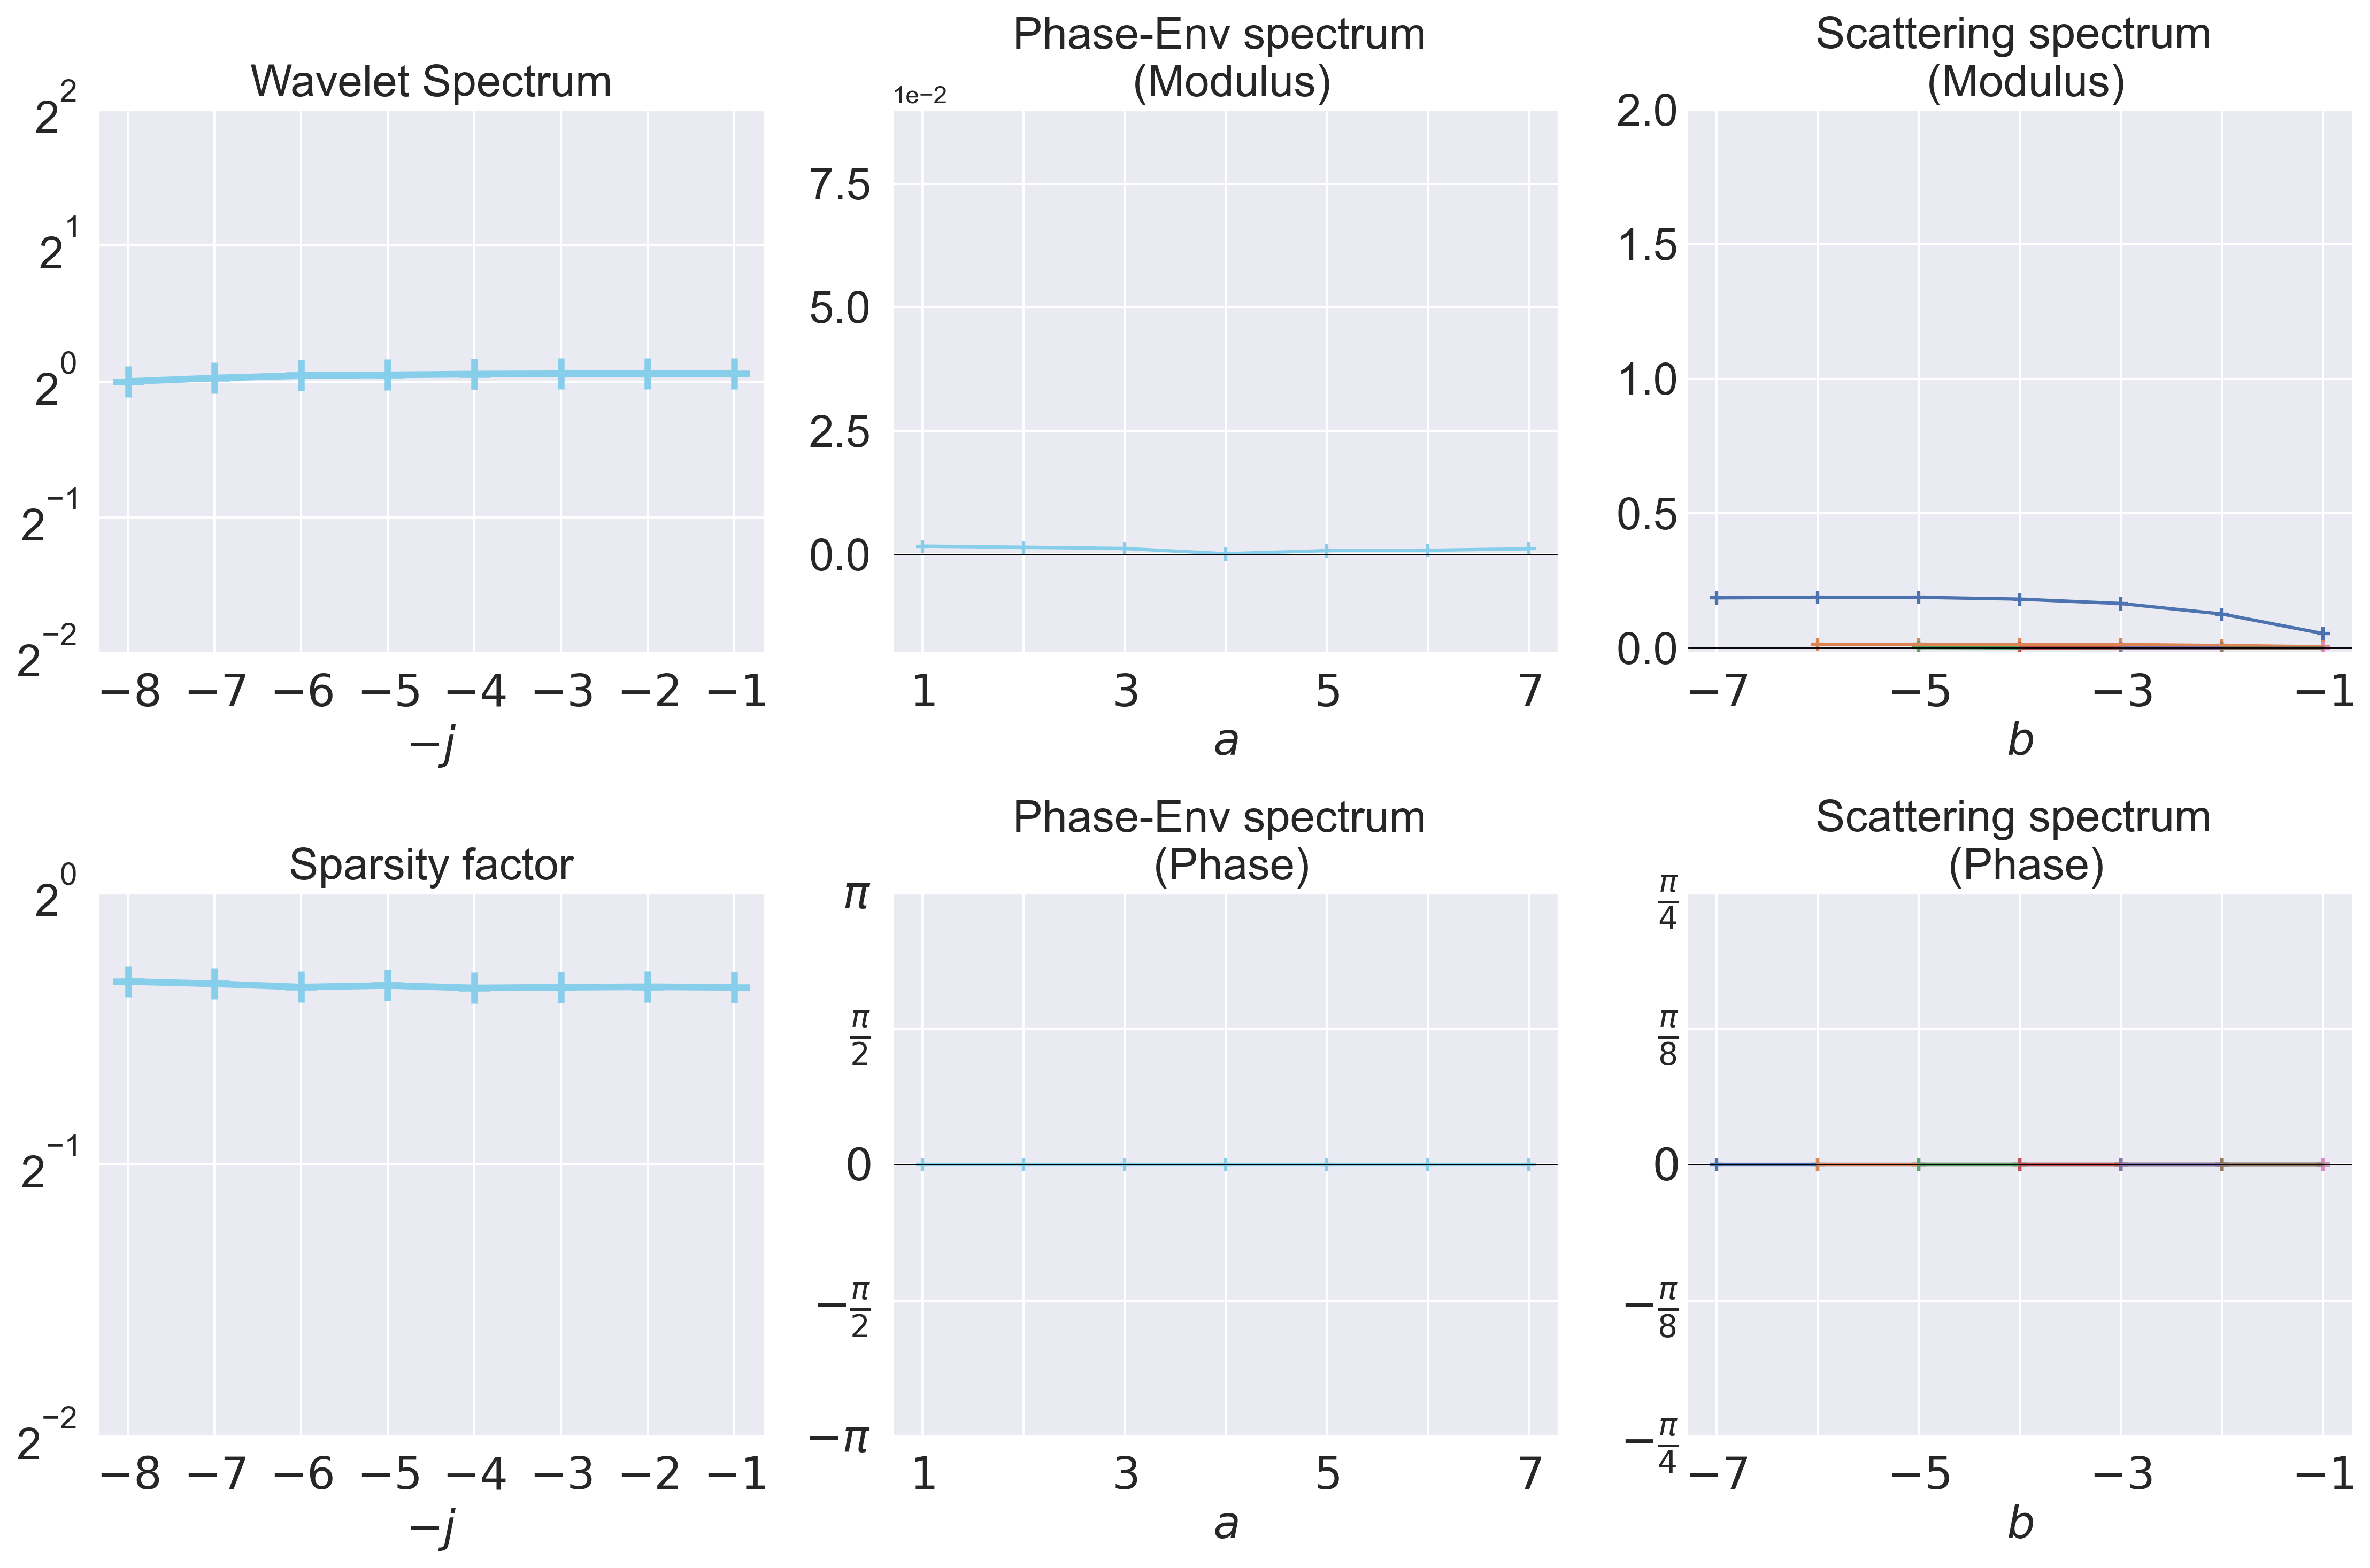 Wavelet Spectrum
2^2
2^1
2^0
2^−1
2^−2
−8 −7 −6 −5 −4 −3 −2 −1
−j
Phase-Env spectrum
(Modulus)
1e−2
7.5
5.0
2.5
0.0
1 3 5 7
a
Scattering spectrum
(Modulus)
2.0
1.5
1.0
0.5
0.0
−7 −5 −3 −1
b
Sparsity factor
2^0
2^−1
2^−2
−8 −7 −6 −5 −4 −3 −2 −1
−j
Phase-Env spectrum
(Phase)
π
π/2
0
−π/2
−π
1 3 5 7
a
Scattering spectrum
(Phase)
π/4
π/8
0
−π/8
−π/4
−7 −5 −3 −1
b